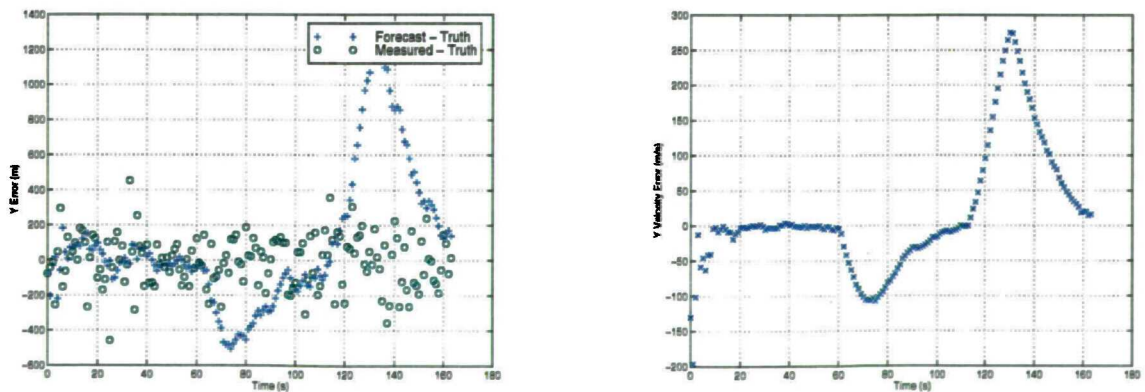 1400
1200
1000
800
600
400
200
0
-200
-400
-600
Y Error (m)
0 20 40 60 80 100 120 140 160 180
Time (s)
+ + Forecast – Truth
o o Measured – Truth
300
250
200
150
100
50
0
-50
-100
-150
-200
Y Velocity Error (m/s)
0 20 40 60 80 100 120 140 160 180
Time (s)